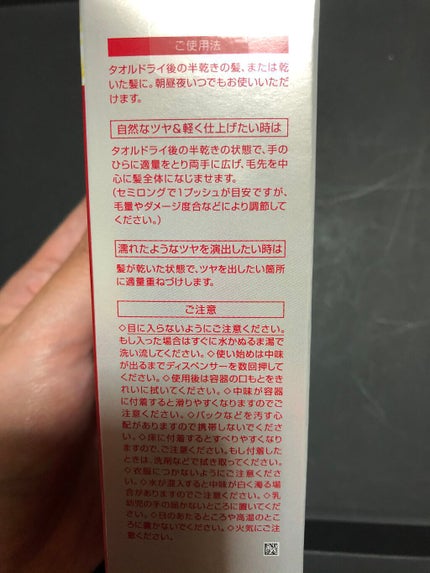 ご使用法
タオルドライ後の半乾きの髪、または乾
いた髪に。朝昼夜いつでもお使いいただ
けます。
自然なツヤ&軽く仕上げたい時は
タオルドライ後の半乾きの状態で、手の
ひらに適量をとり両手に広げ、毛先を中
心に髪全体になじませます。
(セミロングで1プッシュが目安ですが、
毛量やダメージ度合などにより調節して
ください。)
濡れたようなツヤを演出したい時は
髪が乾いた状態で、ツヤを出したい箇所
に適量重ねづけします。
ご注意
◇目に入らないようにご注意ください。
もし入った場合はすぐに水かぬるま湯で
洗い流してください。◇使い始めは中味
が出るまでディスペンサーを数回押して
ください。◇使用後は容器の口もとをき
れいに拭いてください。◇中味が容器
に付着すると滑りやすくなりますのでご
注意ください。◇バックなどを汚す心
配がありますので携帯しないでくださ
い。◇床に付着するとすべりやすくなり
ますので、ご注意ください。もし付着した
ときは、洗剤などで拭き取ってください。
◇衣服につかないようにご注意くださ
い。◇水が混入すると中味が白く濁る場
合がありますのでご注意ください。◇乳
幼児の手の届かないところに置いてくだ
さい。◇日のあたるところや高温のとこ
ろに置かないでください。◇火気にご注
意ください。